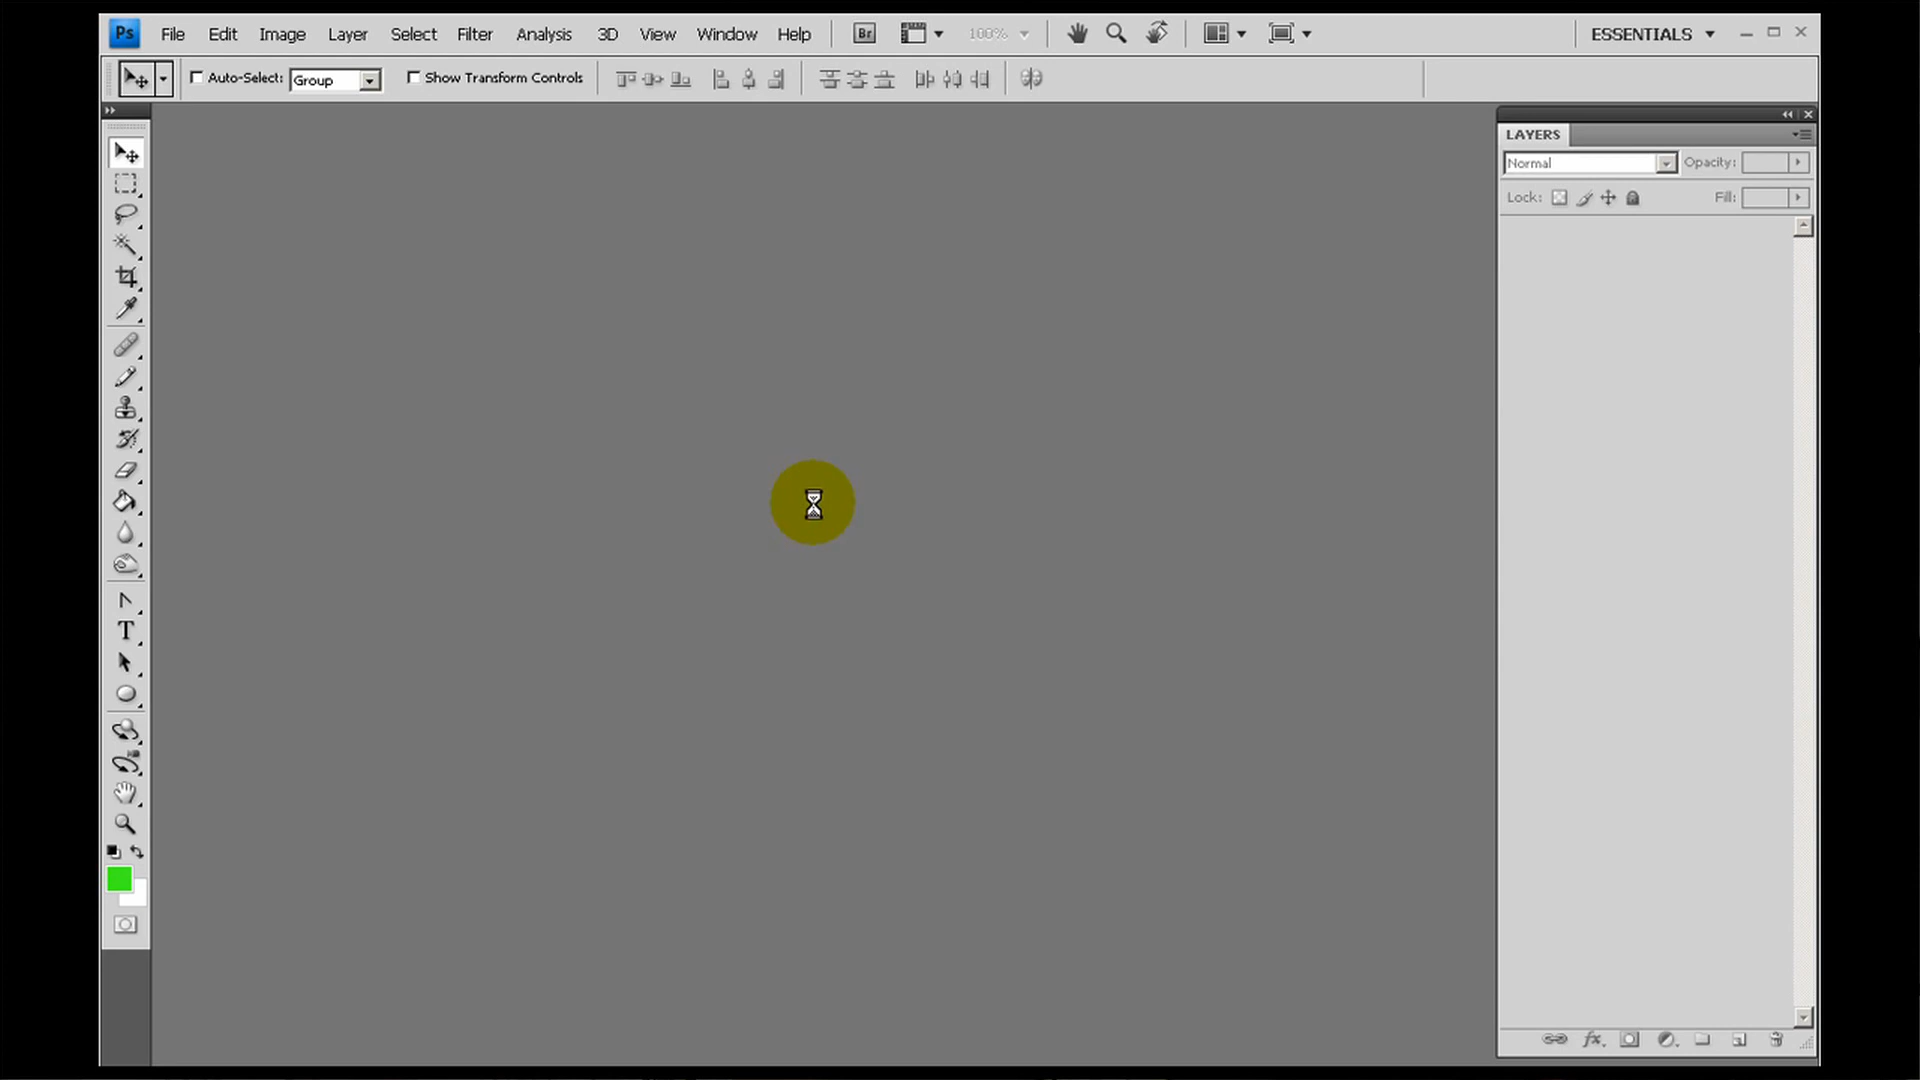 Ps File Edit Image Layer Select Filter Analysis 3D View Window Help Br 100% ESSENTIALS
Auto-Select: Group Show Transform Controls
LAYERS
Normal Opacity:
Lock: Fill:
T
fx